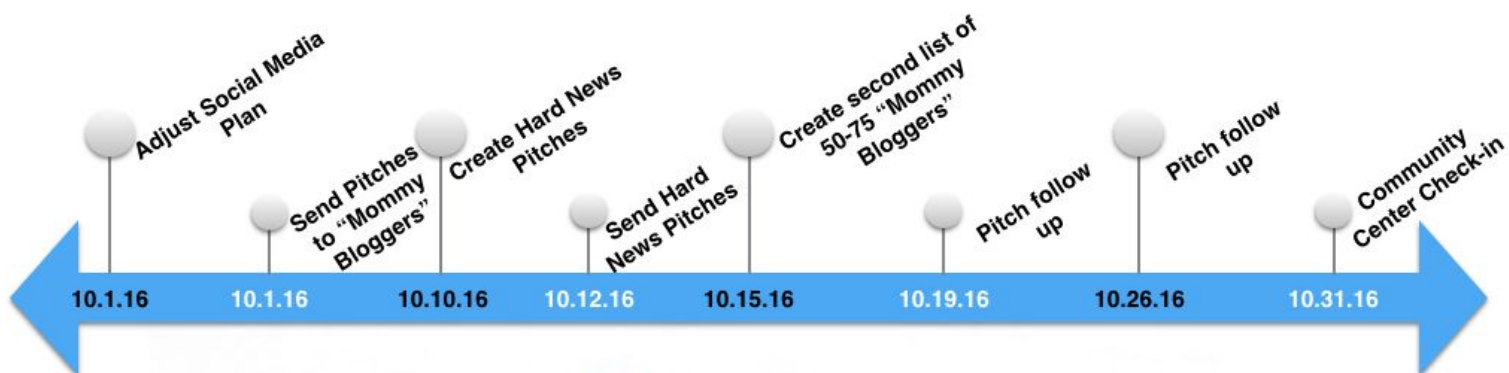 Adjust Social Media
Plan
Send Pitches
to “Mommy
Bloggers”
Create Hard News
Pitches
Send Hard
News Pitches
Create second list of
50-75 “Mommy
Bloggers”
Pitch follow
up
Pitch follow
up
Community
Center Check-in
10.1.16
10.1.16
10.10.16
10.12.16
10.15.16
10.19.16
10.26.16
10.31.16